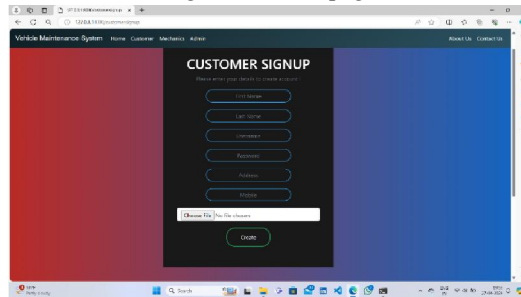 Vehicle Maintenance System Home Customer Mechanics Admin About Us Contact Us
CUSTOMER SIGNUP
Please enter your details to create account!
First Name
Last Name
Username
Password
Address
Mobile
Choose File No file chosen
Create
Search